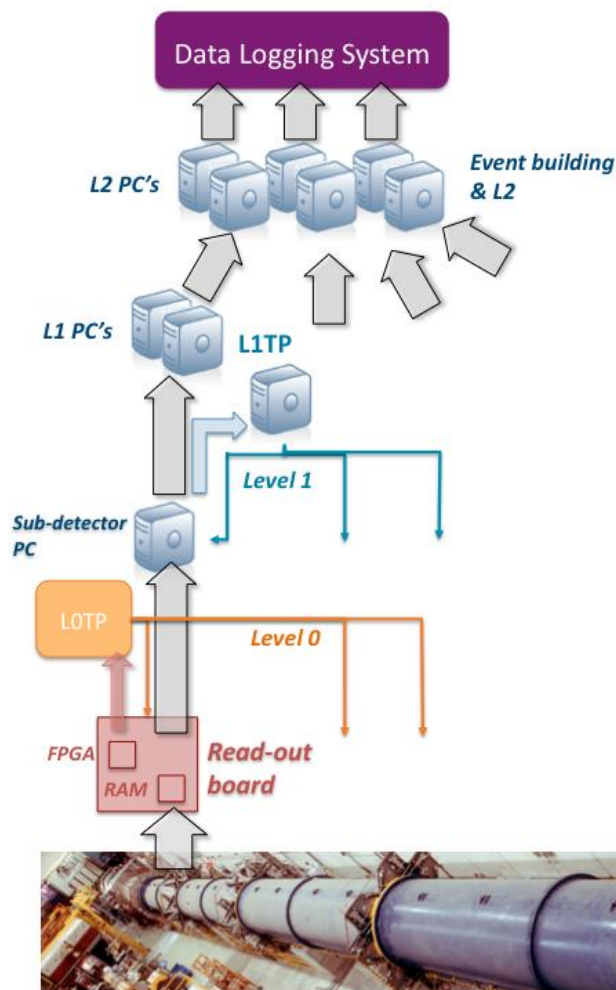 Data Logging System
L2 PC's
Event building
& L2
L1 PC's
L1TP
Level 1
Sub-detector
PC
L0TP
Level 0
FPGA
Read-out
board
RAM